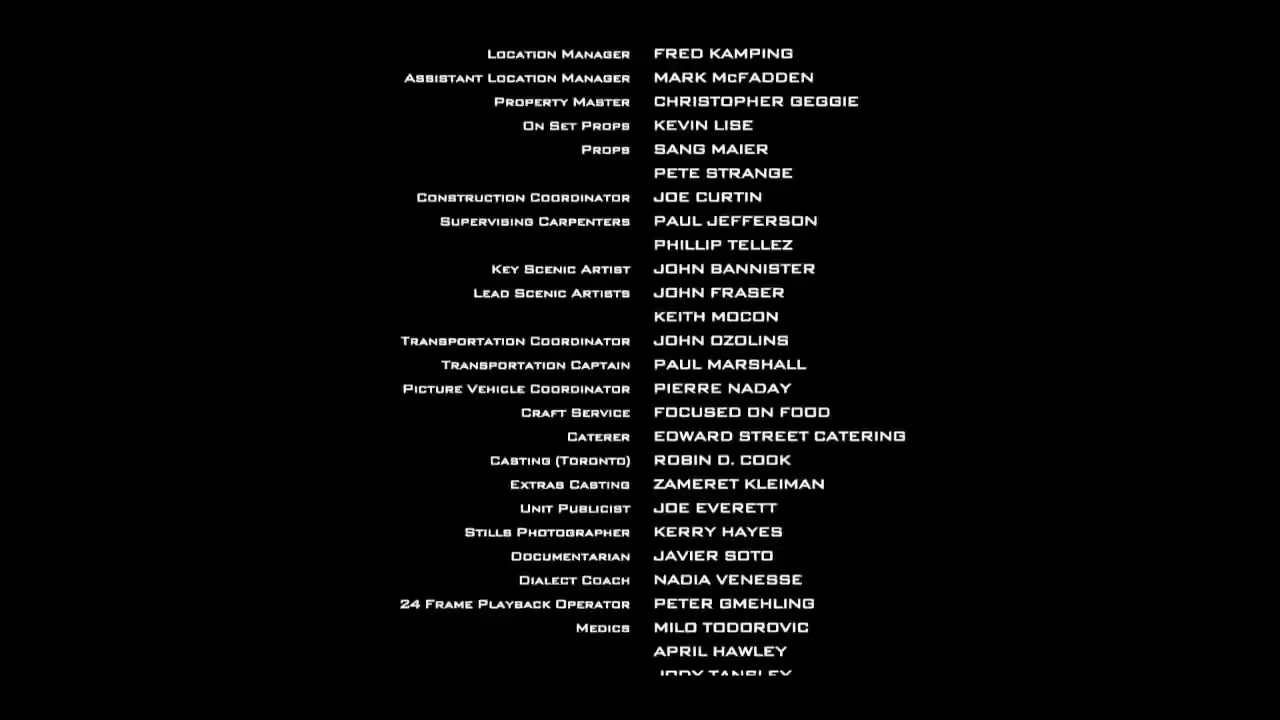 Location Manager FRED KAMPING
Assistant Location Manager MARK McFADDEN
Property Master CHRISTOPHER GEGGIE
On Set Props KEVIN LISE
Props SANG MAIER
PETE STRANGE
Construction Coordinator JOE CURTIN
Supervising Carpenters PAUL JEFFERSON
PHILLIP TELLEZ
Key Scenic Artist JOHN BANNISTER
Lead Scenic Artists JOHN FRASER
KEITH MOCON
Transportation Coordinator JOHN OZOLINS
Transportation Captain PAUL MARSHALL
Picture Vehicle Coordinator PIERRE NADAY
Craft Service FOCUSED ON FOOD
Caterer EDWARD STREET CATERING
Casting (Toronto) ROBIN D. COOK
Extras Casting ZAMERET KLEIMAN
Unit Publicist JOE EVERETT
Stills Photographer KERRY HAYES
Documentarian JAVIER SOTO
Dialect Coach NADIA VENESSE
24 Frame Playback Operator PETER GMEHLING
Medics MILO TODOROVIC
APRIL HAWLEY